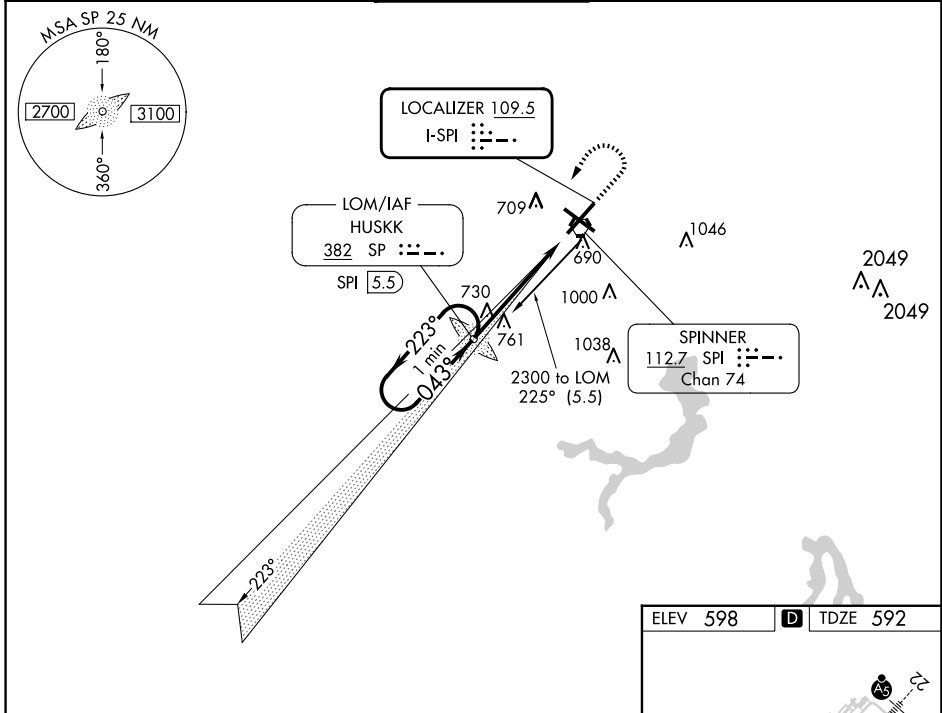 MSA SP 25 NM
180°
2700
3100
360°
LOCALIZER 109.5
I-SPI
LOM/IAF
HUSKK
382 SP
SPI 5.5
709
690
1046
2049
2049
730
761
1000
1038
223°
1 min
043°
2300 to LOM
225° (5.5)
SPINNER
112.7 SPI
Chan 74
223°
ELEV 598 D TDZE 592
A5
22